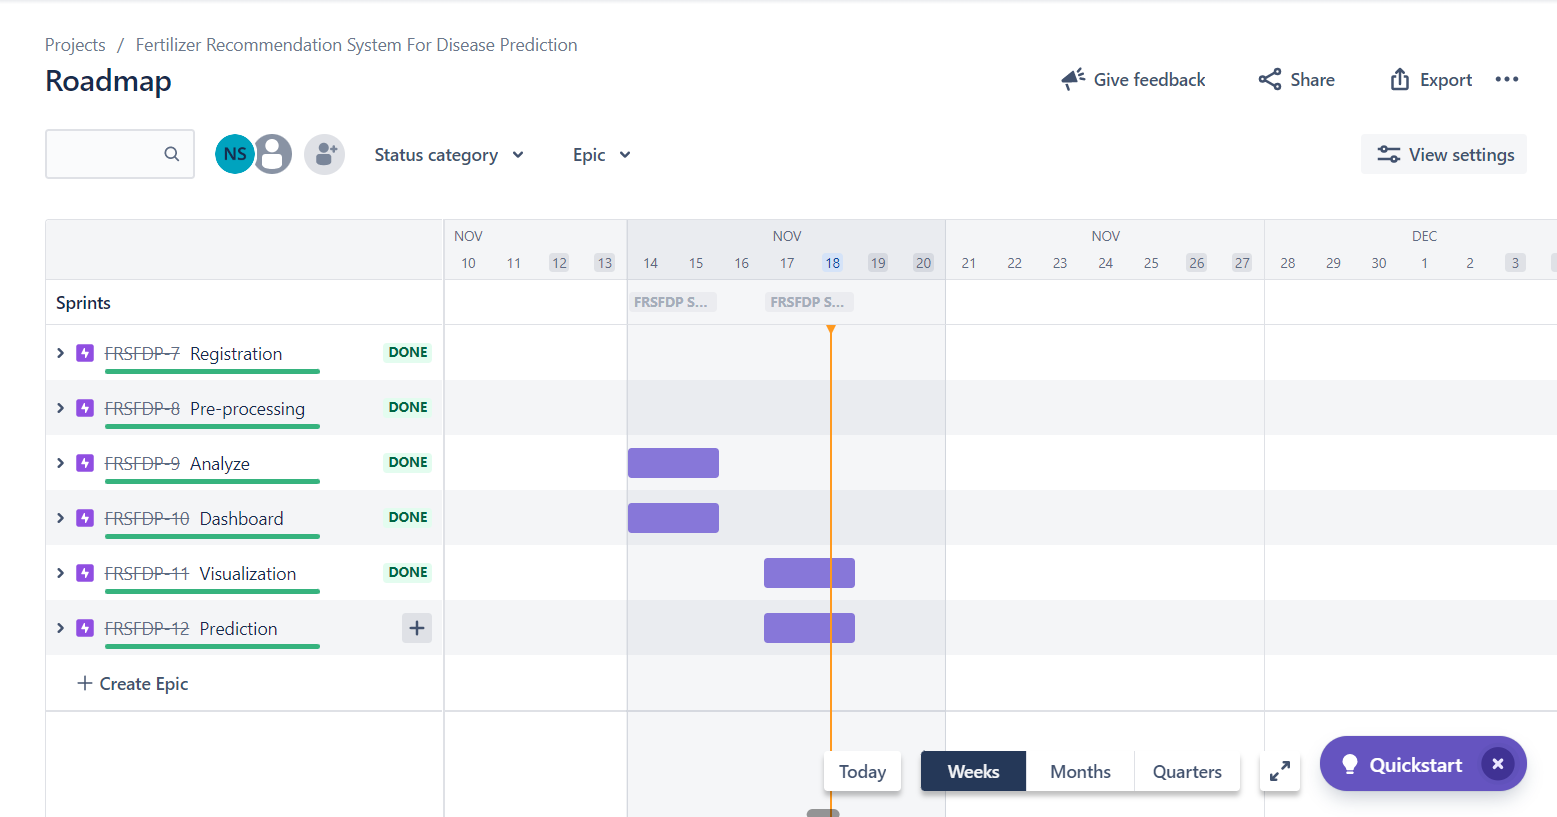 Projects / Fertilizer Recommendation System For Disease Prediction
Roadmap
Give feedback
Share
Export
NS
Status category
Epic
View settings
NOV NOV NOV DEC
10 11 12 13 14 15 16 17 18 19 20 21 22 23 24 25 26 27 28 29 30 1 2 3
Sprints FRSFDP S... FRSFDP S...
FRSFDP-7 Registration DONE
FRSFDP-8 Pre-processing DONE
FRSFDP-9 Analyze DONE
FRSFDP-10 Dashboard DONE
FRSFDP-11 Visualization DONE
FRSFDP-12 Prediction
+ Create Epic
Today Weeks Months Quarters Quickstart